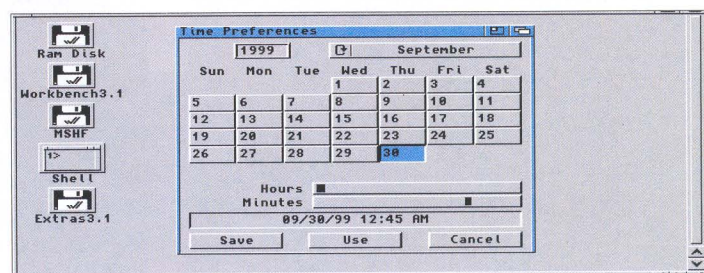 Ram Disk
Workbench3.1
MSHF
1>
Shell
Extras3.1
Time Preferences
1999 September
Sun Mon Tue Wed Thu Fri Sat
1 2 3 4
5 6 7 8 9 10 11
12 13 14 15 16 17 18
19 20 21 22 23 24 25
26 27 28 29 30
Hours
Minutes
09/30/99 12:45 AM
Save Use Cancel